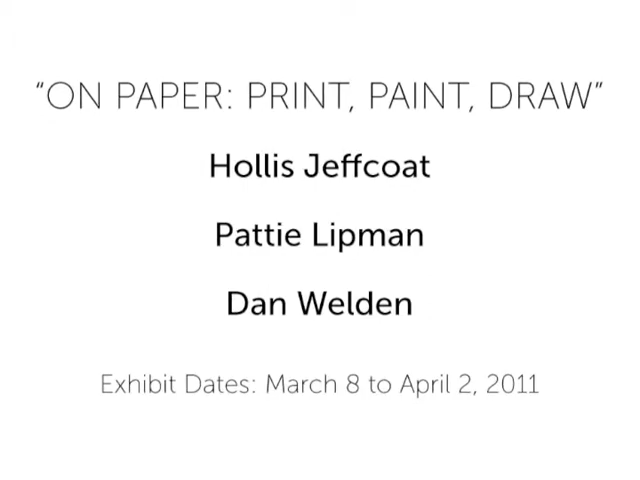 “ON PAPER: PRINT, PAINT, DRAW”
Hollis Jeffcoat
Pattie Lipman
Dan Welden
Exhibit Dates: March 8 to April 2, 2011